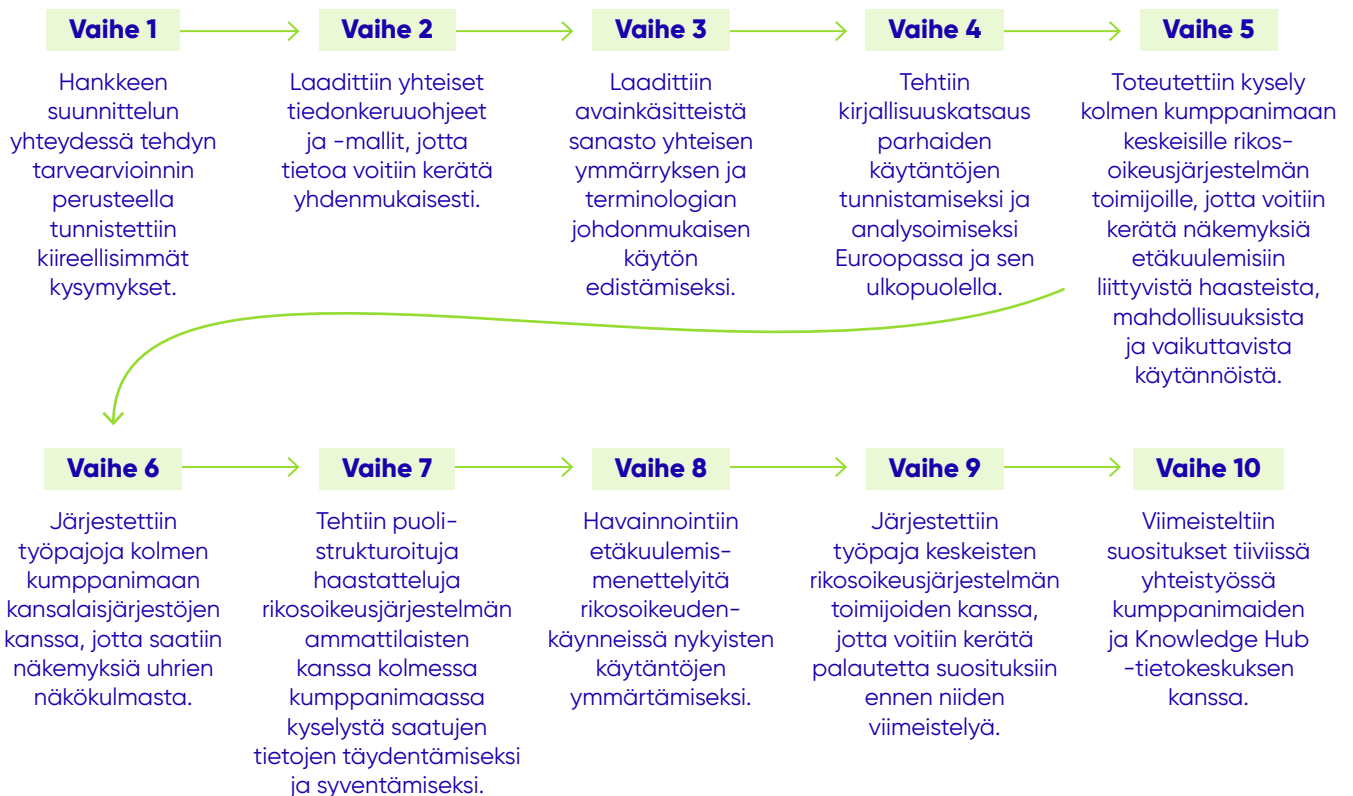 Vaihe 1
Hankkeen
suunnittelun
yhteydessä tehdyn
tarvearvioinnin
perusteella
tunnistettiin
kiireellisimmät
kysymykset.
Vaihe 2
Laadittiin yhteiset
tiedonkeruuohjeet
ja -mallit, jotta
tietoa voitiin kerätä
yhdenmukaisesti.
Vaihe 3
Laadittiin
avainkäsitteistä
sanasto yhteisen
ymmärryksen ja
terminologian
johdonmukaisen
käytön
edistämiseksi.
Vaihe 4
Tehtiin
kirjallisuuskatsaus
parhaiden
käytäntöjen
tunnistamiseksi ja
analysoimiseksi
Euroopassa ja sen
ulkopuolella.
Vaihe 5
Toteutettiin kysely
kolmen kumppanimaan
keskeisille rikos-
oikeusjärjestelmän
toimijoille, jotta voitiin
kerätä näkemyksiä
etäkuulemisiin
liittyvistä haasteista,
mahdollisuuksista
ja vaikuttavista
käytännöistä.
Vaihe 6
Järjestettiin
työpajoja kolmen
kumppanimaan
kansalaisjärjestöjen
kanssa, jotta saatiin
näkemyksiä uhrien
näkökulmasta.
Vaihe 7
Tehtiin puoli-
strukturoituja
haastatteluja
rikosoikeusjärjestelmän
ammattilaisten
kanssa kolmessa
kumppanimaassa
kyselystä saatujen
tietojen täydentämiseksi
ja syventämiseksi.
Vaihe 8
Havainnointiin
etäkuulemis-
menettelyitä
rikosoikeuden-
käynneissä nykyisten
käytäntöjen
ymmärtämiseksi.
Vaihe 9
Järjestettiin
työpaja keskeisten
rikosoikeusjärjestelmän
toimijoiden kanssa,
jotta voitiin kerätä
palautetta suosituksiin
ennen niiden
viimeistelyä.
Vaihe 10
Viimeisteltiin
suositukset tiiviissä
yhteistyössä
kumppanimaiden
ja Knowledge Hub
-tietokeskuksen
kanssa.